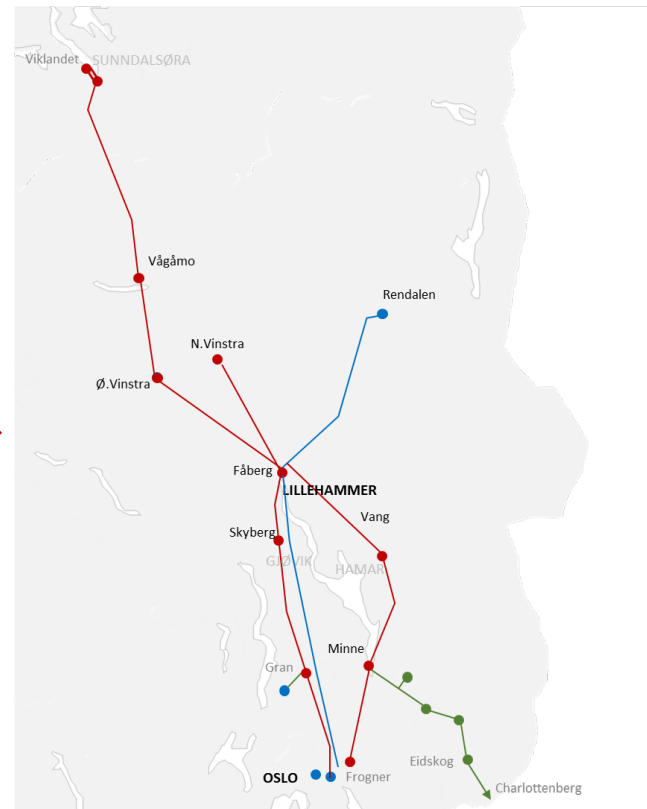 Viklandet
SUNNDALSØRA
Vågåmo
Rendalen
N.Vinstra
Ø.Vinstra
Fåberg
LILLEHAMMER
Vang
Skyberg
GJØVIK
HAMAR
Minne
Gran
Eidskog
OSLO
Frogner
Charlottenberg